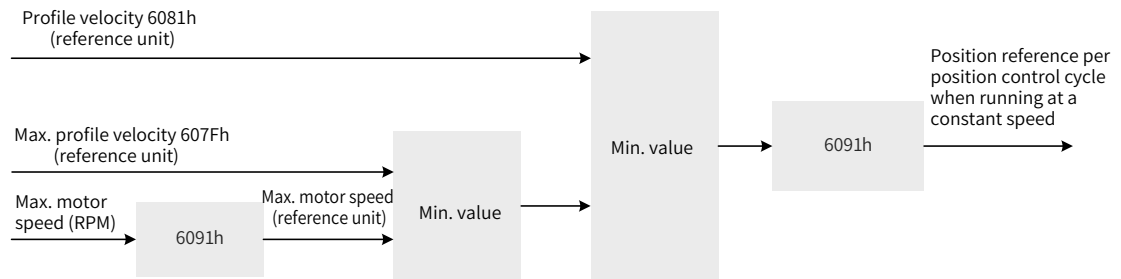 Profile velocity 6081h
(reference unit)
Max. profile velocity 607Fh
(reference unit)
Max. motor
speed (RPM)
6091h
Max. motor speed
(reference unit)
Min. value
Min. value
6091h
Position reference per
position control cycle
when running at a
constant speed